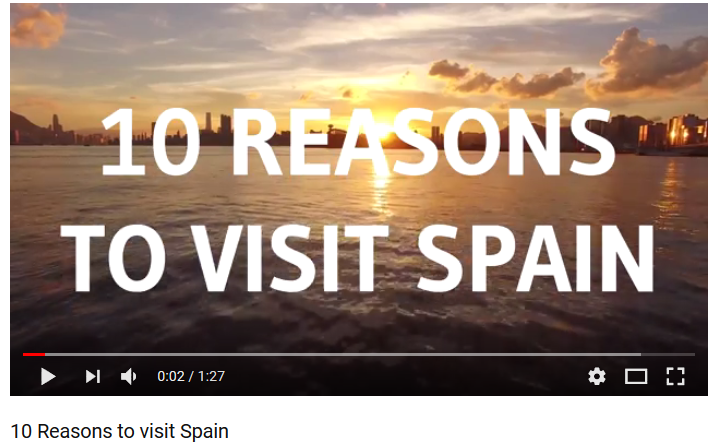 10 REASONS
TO VISIT SPAIN
0:02 / 1:27
10 Reasons to visit Spain